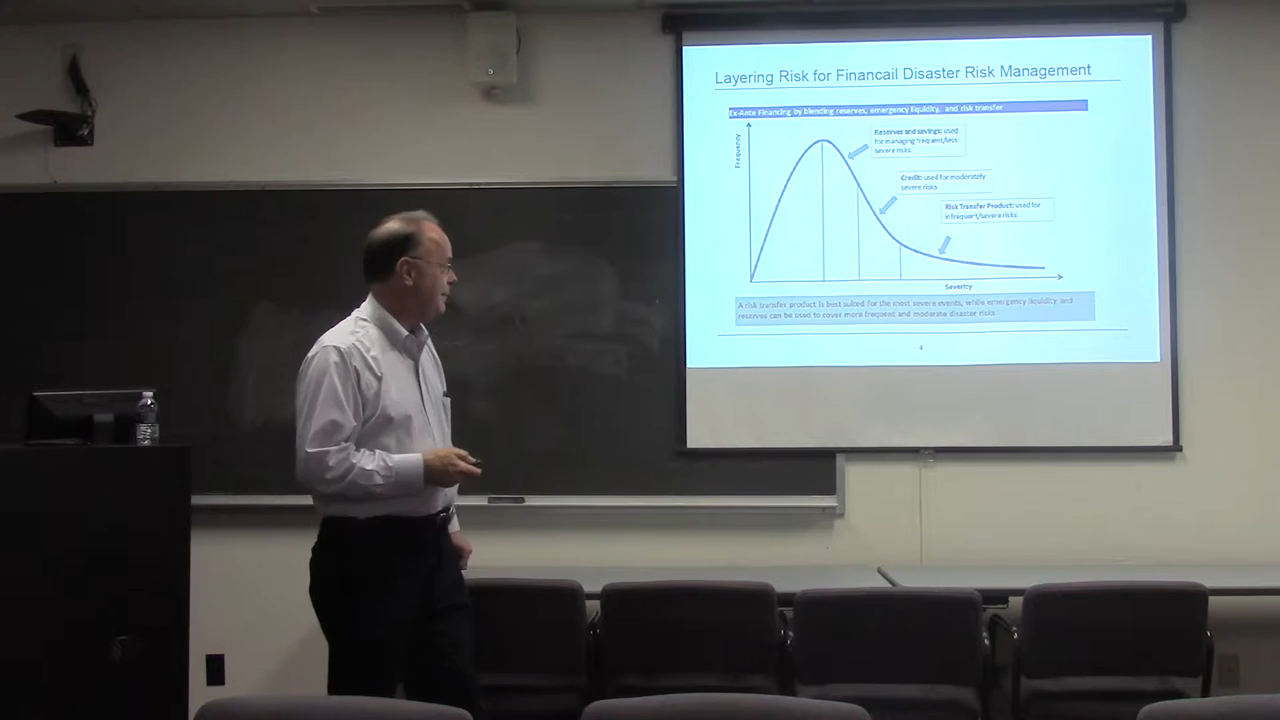 Layering Risk for Financail Disaster Risk Management
Ex-Ante Financing by blending reserves, emergency liquidity, and risk transfer
Frequency
Reserves and savings: used
for managing frequent/less
severe risks
Credit: used for moderately
severe risks
Risk Transfer Product: used for
infrequent/severe risks
Severity
A risk transfer product is best suited for the most severe events, while emergency liquidity and
reserves can be used to cover more frequent and moderate disaster risks
4